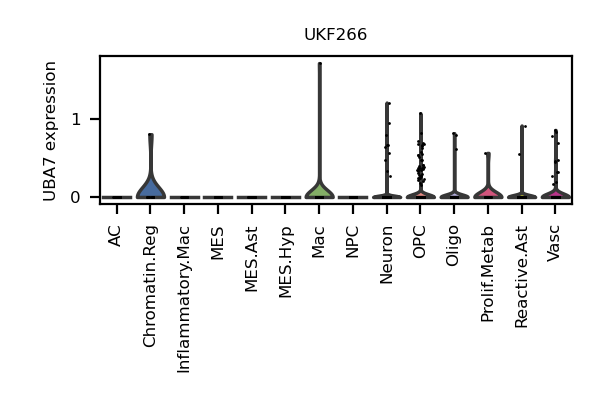 UKF266
UBA7 expression
1
0
AC
Chromatin.Reg
Inflammatory.Mac
MES
MES.Ast
MES.Hyp
Mac
NPC
Neuron
OPC
Oligo
Prolif.Metab
Reactive.Ast
Vasc